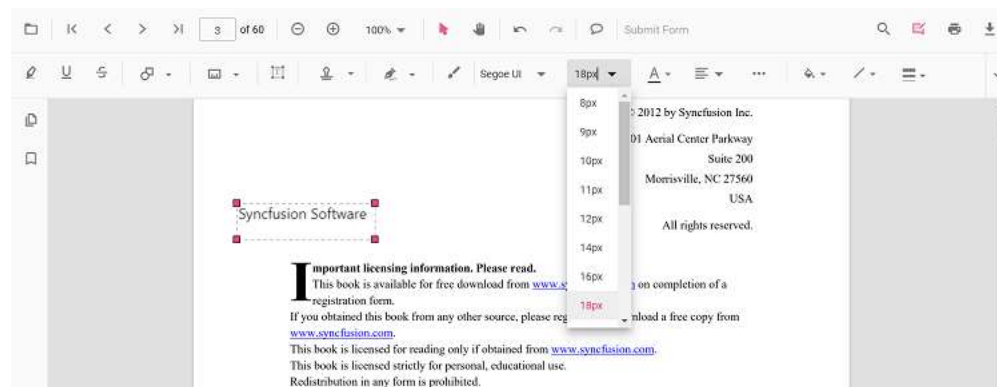 3 of 60 100% Submit Form
Segoe UI 18px A
8px
9px
10px
11px
12px
14px
16px
18px
2012 by Syncfusion Inc.
01 Aerial Center Parkway
Suite 200
Morrisville, NC 27560
USA
All rights reserved.
Syncfusion Software
Important licensing information. Please read.
This book is available for free download from www.s on completion of a
registration form.
If you obtained this book from any other source, please reg nload a free copy from
www.syncfusion.com.
This book is licensed for reading only if obtained from www.syncfusion.com.
This book is licensed strictly for personal, educational use.
Redistribution in any form is prohibited.